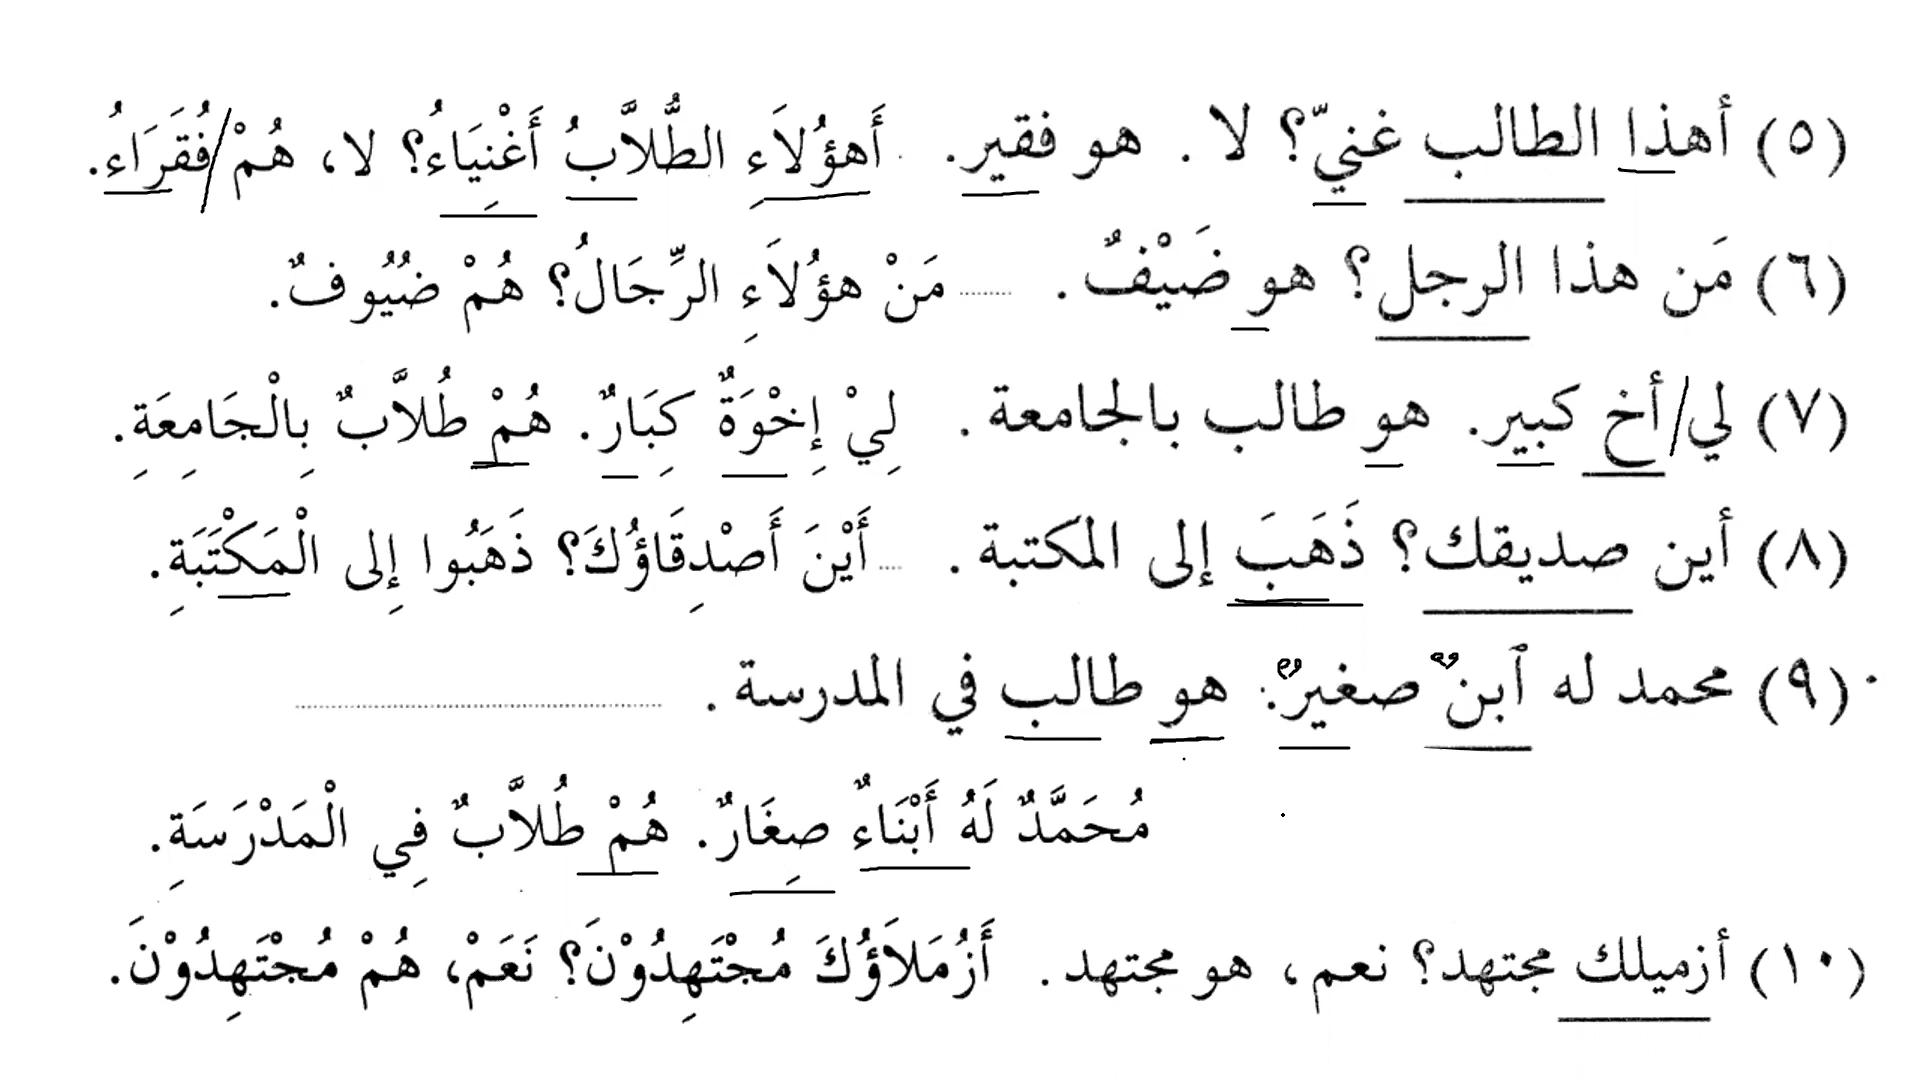 (٥) أهذا الطالب غنيّ؟ لا . هو فقير. أَهؤُلاَءِ الطُّلاَّبُ أَغْنِيَاءُ؟ لا، هُمْ/فُقَرَاءُ.
(٦) مَن هذا الرجل؟ هو ضَيْفٌ. ........ مَنْ هؤُلاَءِ الرِّجَالُ؟ هُمْ ضُيُوفٌ.
(٧) لي/أخ كبير. هو طالب بالجامعة. لِيْ إِخْوَةٌ كِبَارٌ. هُمْ طُلاَّبٌ بِالْجَامِعَةِ.
(٨) أين صديقك؟ ذَهَبَ إلى المكتبة. .... أَيْنَ أَصْدِقَاؤُكَ؟ ذَهَبُوا إِلى الْمَكْتَبَةِ.
(٩) محمد له ٱبنٌ صغيرٌ: هو طالب في المدرسة. ................
مُحَمَّدٌ لَهُ أَبْنَاءٌ صِغَارٌ. هُمْ طُلاَّبٌ فِي الْمَدْرَسَةِ.
(١٠) أزميلك مجتهد؟ نعم، هو مجتهد. أَزُمَلاَؤُكَ مُجْتَهِدُوْنَ؟ نَعَمْ، هُمْ مُجْتَهِدُوْنَ.